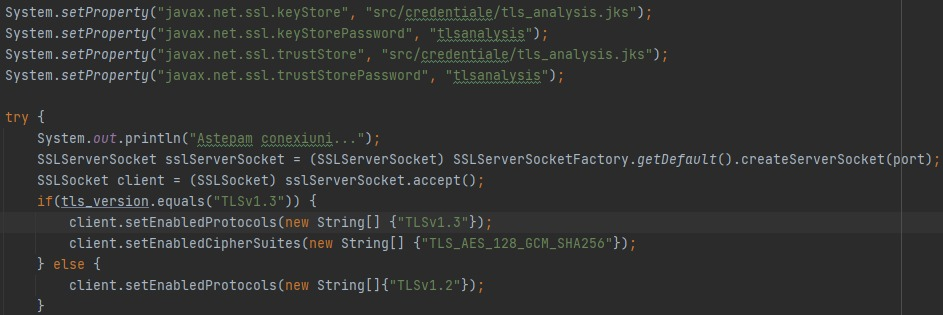 System.setProperty("javax.net.ssl.keyStore", "src/credentiale/tls_analysis.jks");
System.setProperty("javax.net.ssl.keyStorePassword", "tlsanalysis");
System.setProperty("javax.net.ssl.trustStore", "src/credentiale/tls_analysis.jks");
System.setProperty("javax.net.ssl.trustStorePassword", "tlsanalysis");
try {
System.out.println("Astepam conexiuni...");
SSLServerSocket sslServerSocket = (SSLServerSocket) SSLServerSocketFactory.getDefault().createServerSocket(port);
SSLSocket client = (SSLSocket) sslServerSocket.accept();
if(tls_version.equals("TLSv1.3")) {
client.setEnabledProtocols(new String[] {"TLSv1.3"});
client.setEnabledCipherSuites(new String[] {"TLS_AES_128_GCM_SHA256"});
} else {
client.setEnabledProtocols(new String[]{"TLSv1.2"});
}